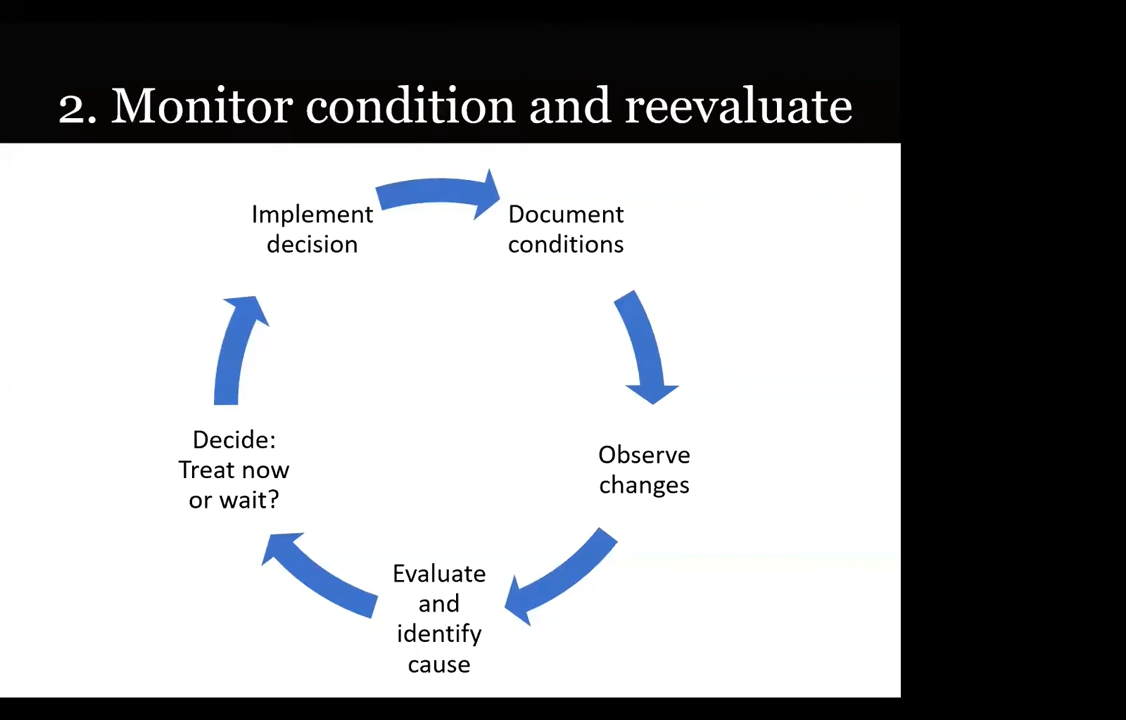 2. Monitor condition and reevaluate
Implement
decision
Document
conditions
Observe
changes
Evaluate
and
identify
cause
Decide:
Treat now
or wait?